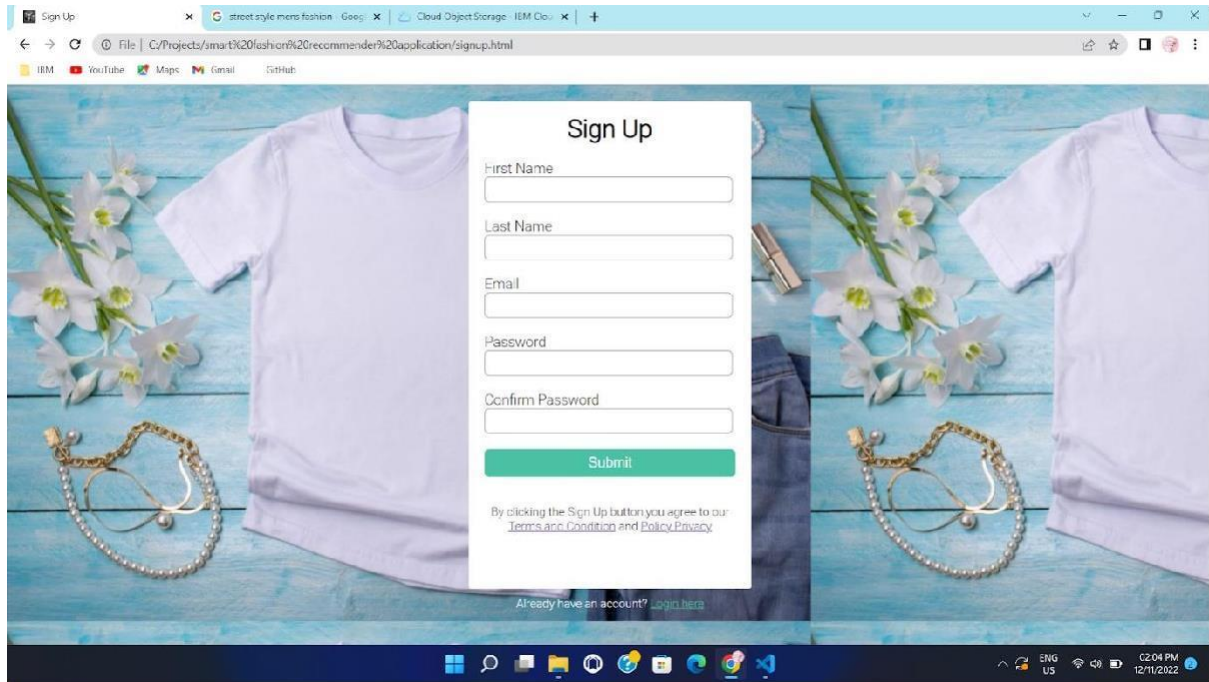 Sign Up
street style mens fashion - Googl
Cloud Object Storage - IBM Clou
File | C:/Projects/smart%20fashion%20recommender%20application/signup.html
IBM YouTube Maps Gmail GitHub
Sign Up
First Name
Last Name
Email
Password
Confirm Password
Submit
By clicking the Sign Up button you agree to our
Terms and Condition and Policy Privacy
Already have an account? Login here
ENG
US
02:04 PM
12/11/2022